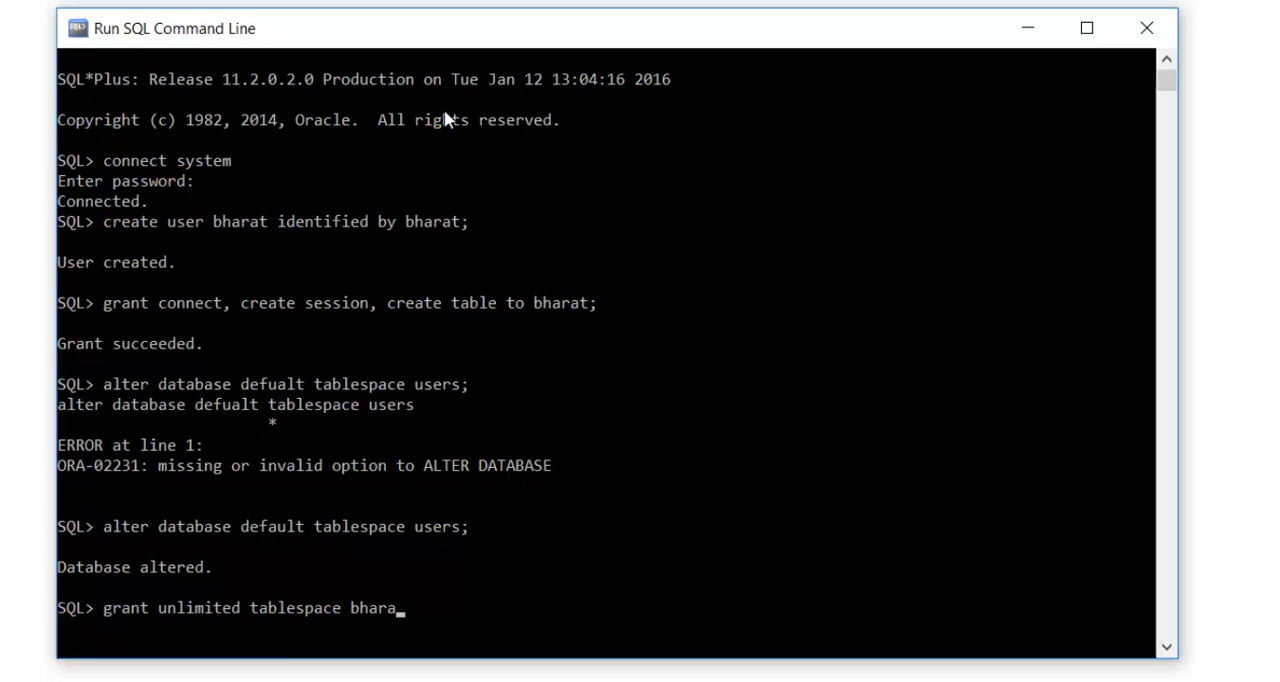 Run SQL Command Line
SQL*Plus: Release 11.2.0.2.0 Production on Tue Jan 12 13:04:16 2016
Copyright (c) 1982, 2014, Oracle.  All rights reserved.
SQL> connect system
Enter password:
Connected.
SQL> create user bharat identified by bharat;
User created.
SQL> grant connect, create session, create table to bharat;
Grant succeeded.
SQL> alter database defualt tablespace users;
alter database defualt tablespace users
*
ERROR at line 1:
ORA-02231: missing or invalid option to ALTER DATABASE
SQL> alter database default tablespace users;
Database altered.
SQL> grant unlimited tablespace bhara_